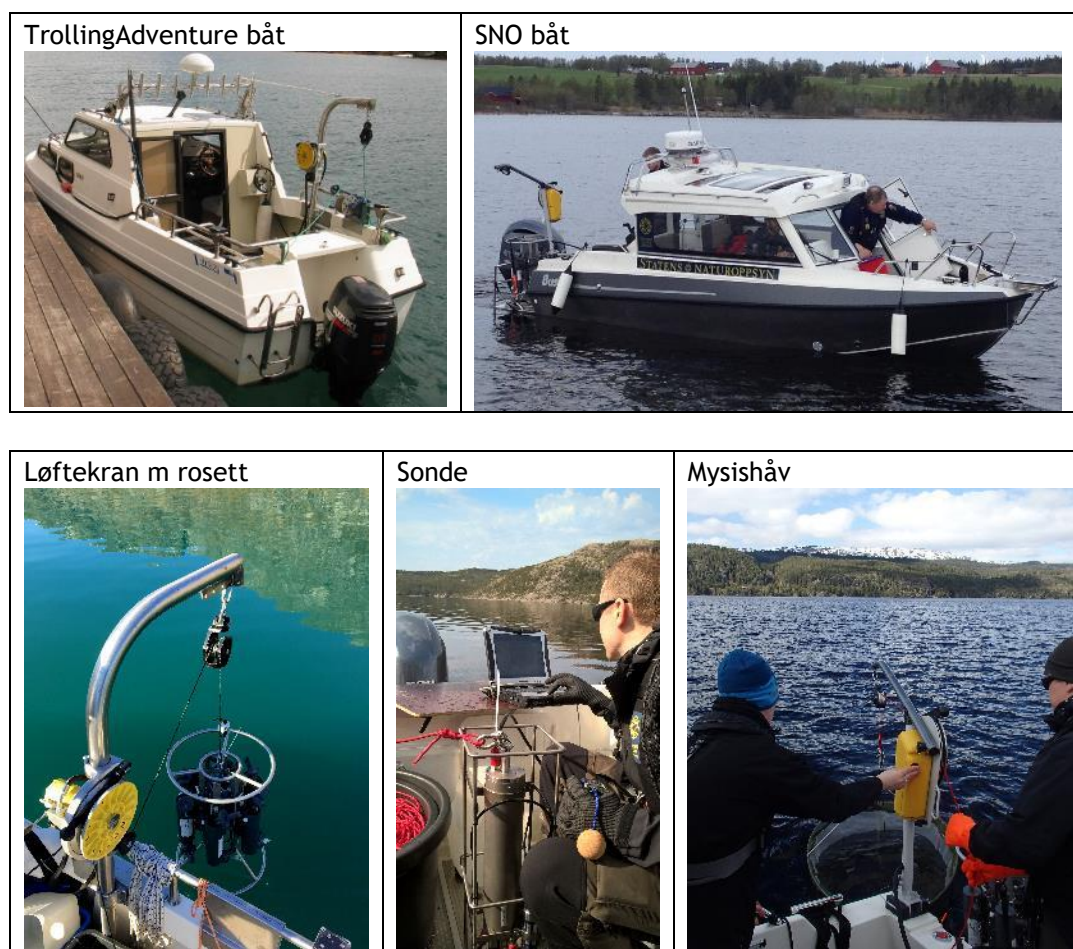 TrollingAdventure båt
SNO båt
STATENS NATUROPPSYN
Løftekran m rosett
Sonde
Mysishåv